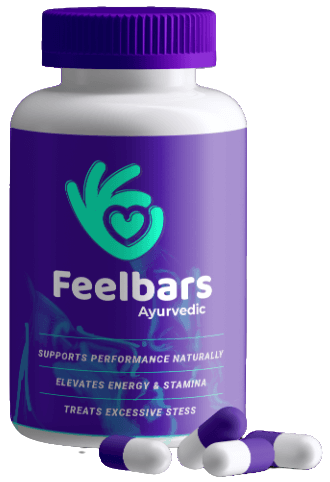 Feelbars
Ayurvedic
SUPPORTS PERFORMANCE NATURALLY
ELEVATES ENERGY & STAMINA
TREATS EXCESSIVE STESS